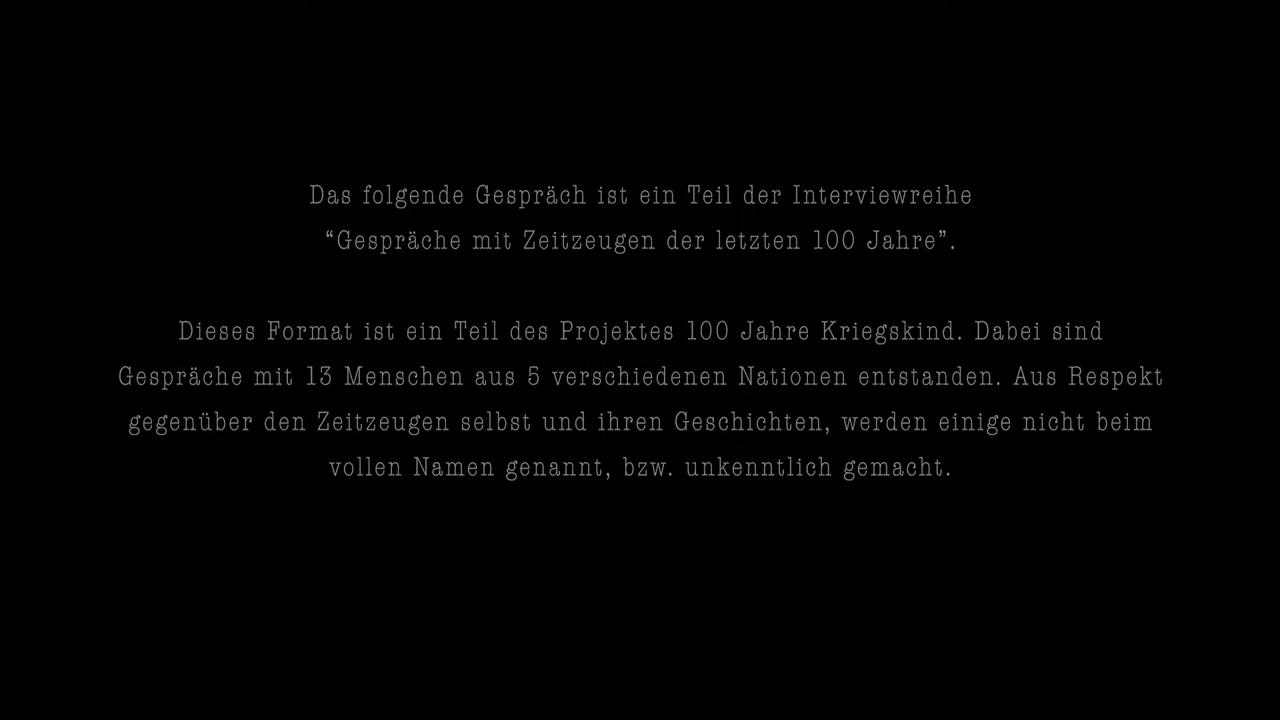 Das folgende Gespräch ist ein Teil der Interviewreihe
“Gespräche mit Zeitzeugen der letzten 100 Jahre”.
Dieses Format ist ein Teil des Projektes 100 Jahre Kriegskind. Dabei sind
Gespräche mit 13 Menschen aus 5 verschiedenen Nationen entstanden. Aus Respekt
gegenüber den Zeitzeugen selbst und ihren Geschichten, werden einige nicht beim
vollen Namen genannt, bzw. unkenntlich gemacht.